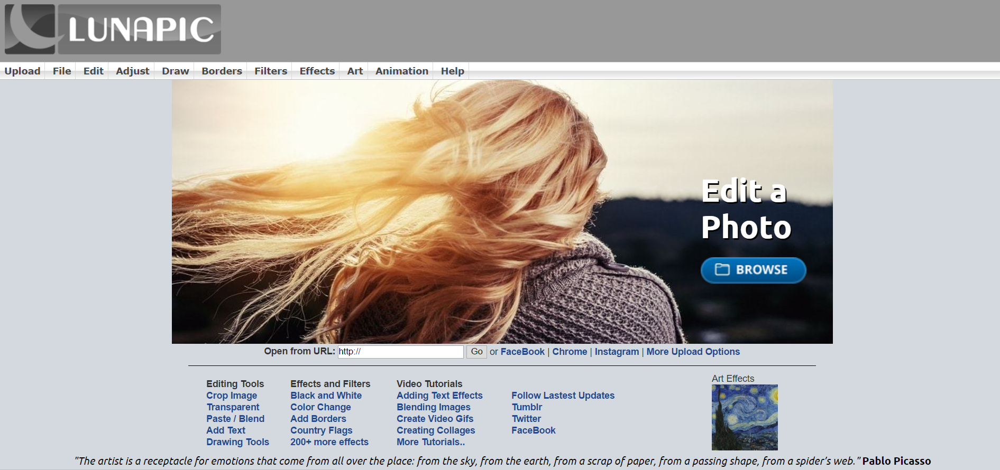 LUNAPIC
Upload File Edit Adjust Draw Borders Filters Effects Art Animation Help
Edit a
Photo
BROWSE
Open from URL: http:// Go or FaceBook | Chrome | Instagram | More Upload Options
Editing Tools
Crop Image
Transparent
Paste / Blend
Add Text
Drawing Tools
Effects and Filters
Black and White
Color Change
Add Borders
Country Flags
200+ more effects
Video Tutorials
Adding Text Effects
Blending Images
Create Video Gifs
Creating Collages
More Tutorials..
Follow Lastest Updates
Tumblr
Twitter
FaceBook
Art Effects
"The artist is a receptacle for emotions that come from all over the place: from the sky, from the earth, from a scrap of paper, from a passing shape, from a spider's web." Pablo Picasso